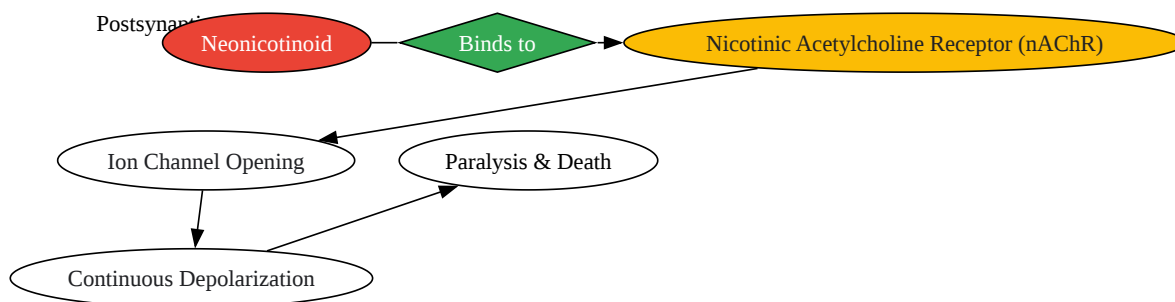 Neonicotinoid
Binds to
Nicotinic Acetylcholine Receptor (nAChR)
Ion Channel Opening
Paralysis & Death
Continuous Depolarization